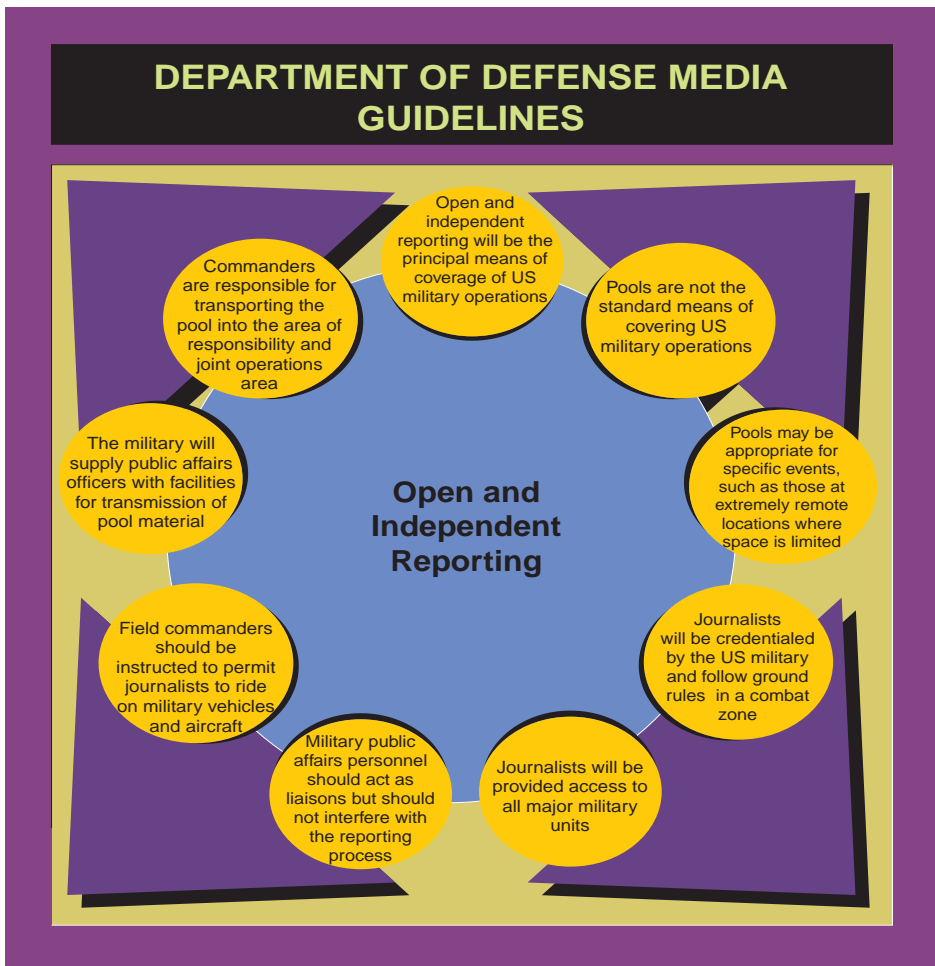 DEPARTMENT OF DEFENSE MEDIA
GUIDELINES
Open and
independent
reporting will be the
principal means of
coverage of US
military operations
Pools are not the
standard means of
covering US
military operations
Pools may be
appropriate for
specific events,
such as those at
extremely remote
locations where
space is limited
Journalists
will be credentialed
by the US military
and follow ground
rules in a combat
zone
Journalists will be
provided access to
all major military
units
Military public
affairs personnel
should act as
liaisons but should
not interfere with
the reporting
process
Field commanders
should be
instructed to permit
journalists to ride
on military vehicles
and aircraft
The military will
supply public affairs
officers with facilities
for transmission of
pool material
Commanders
are responsible for
transporting the
pool into the area of
responsibility and
joint operations
area
Open and
Independent
Reporting